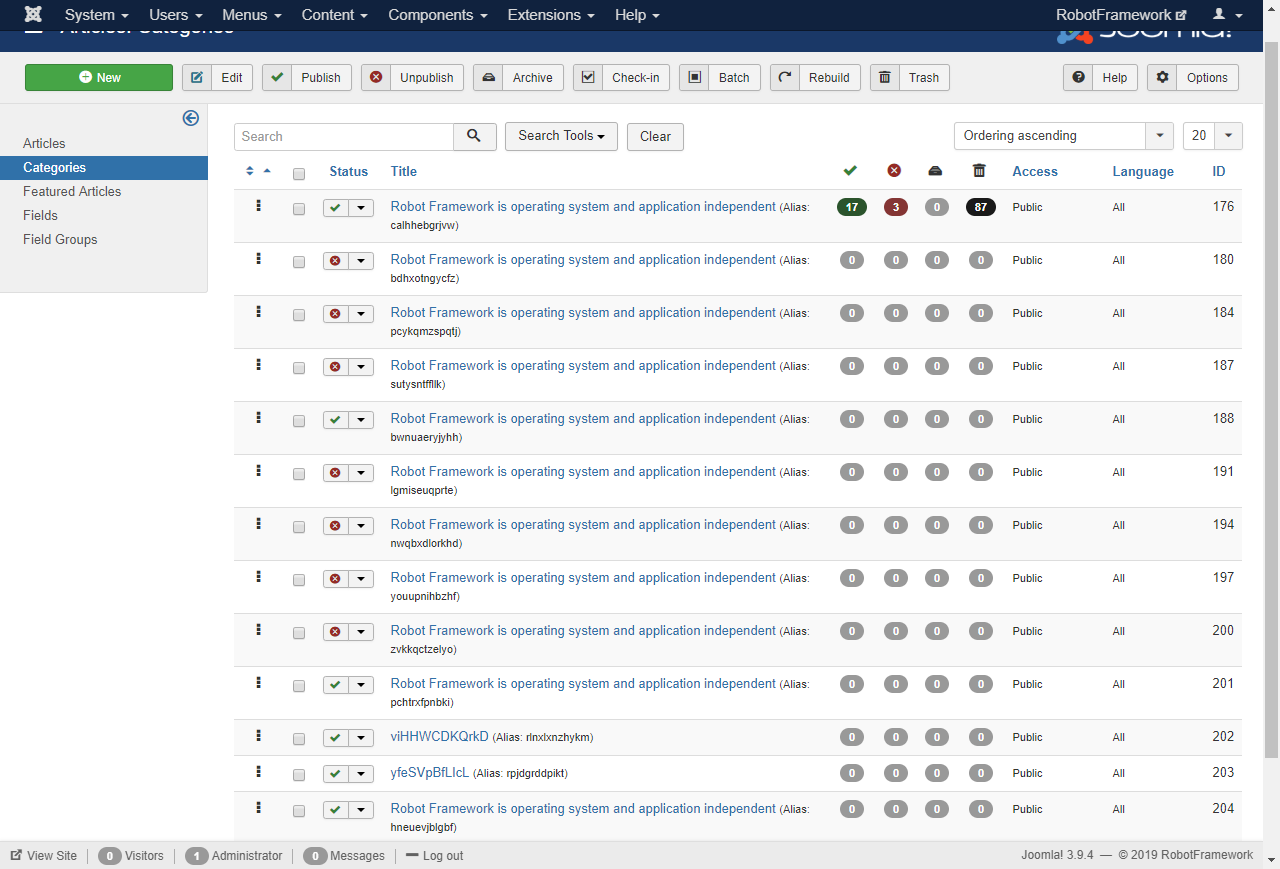 System Users Menus Content Components Extensions Help RobotFramework
Articles: Categories Joomla!
New Edit Publish Unpublish Archive Check-in Batch Rebuild Trash Help Options
Articles
Categories
Featured Articles
Fields
Field Groups
Search Search Tools Clear Ordering ascending 20
Status Title Access Language ID
Robot Framework is operating system and application independent (Alias: 17 3 0 87 Public All 176
calhhebgrjvw)
Robot Framework is operating system and application independent (Alias: 0 0 0 0 Public All 180
bdhxotngycfz)
Robot Framework is operating system and application independent (Alias: 0 0 0 0 Public All 184
pcykqmzspqtj)
Robot Framework is operating system and application independent (Alias: 0 0 0 0 Public All 187
sutysntffllk)
Robot Framework is operating system and application independent (Alias: 0 0 0 0 Public All 188
bwnuaeryjyhh)
Robot Framework is operating system and application independent (Alias: 0 0 0 0 Public All 191
lgmiseuqprte)
Robot Framework is operating system and application independent (Alias: 0 0 0 0 Public All 194
nwqbxdlorkhd)
Robot Framework is operating system and application independent (Alias: 0 0 0 0 Public All 197
youupnihbzhf)
Robot Framework is operating system and application independent (Alias: 0 0 0 0 Public All 200
zvkkqctzelyo)
Robot Framework is operating system and application independent (Alias: 0 0 0 0 Public All 201
pchtrxfpnbki)
viHHWCDKQrkD (Alias: rlnxlxnzhykm) 0 0 0 0 Public All 202
yfeSVpBfLIcL (Alias: rpjdgrddpikt) 0 0 0 0 Public All 203
Robot Framework is operating system and application independent (Alias: 0 0 0 0 Public All 204
hneuevjblgbf)
View Site 0 Visitors 1 Administrator 0 Messages Log out Joomla! 3.9.4 — © 2019 RobotFramework